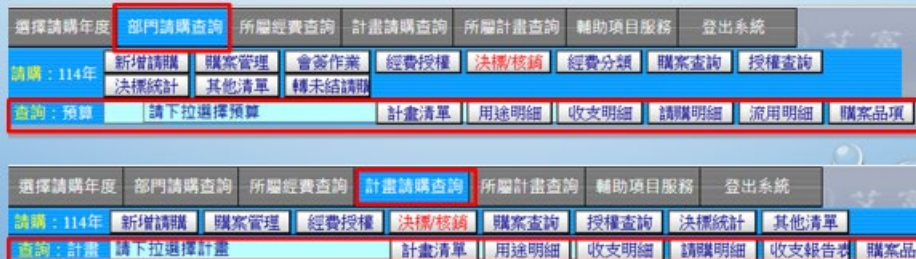 選擇請購年度 部門請購查詢 所屬經費查詢 計畫請購查詢 所屬計畫查詢 輔助項目服務 登出系統
請購：114年 新增請購 購案管理 會簽作業 經費授權 決標/核銷 經費分類 購案查詢 授權查詢
決標統計 其他清單 轉未結請購
查詢：預算 請下拉選擇預算 計畫清單 用途明細 收支明細 請購明細 流用明細 購案品項
選擇請購年度 部門請購查詢 所屬經費查詢 計畫請購查詢 所屬計畫查詢 輔助項目服務 登出系統
請購：114年 新增請購 購案管理 經費授權 決標/核銷 購案查詢 授權查詢 決標統計 其他清單
查詢：計畫 請下拉選擇計畫 計畫清單 用途明細 收支明細 請購明細 收支報告表 購案品